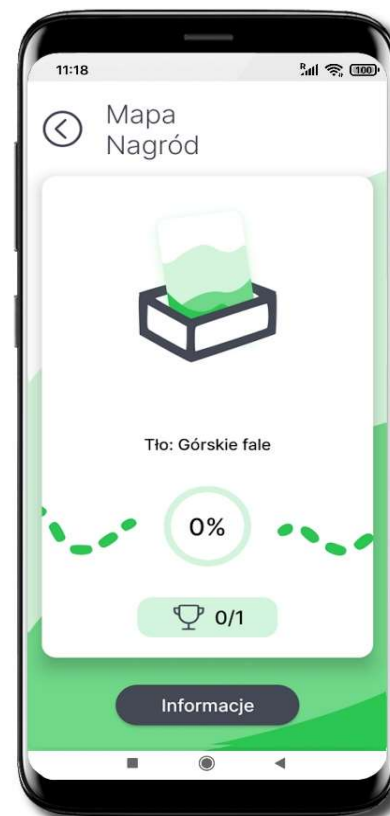 11:18
R
100
Mapa
Nagród
Tło: Górskie fale
0%
0/1
Informacje